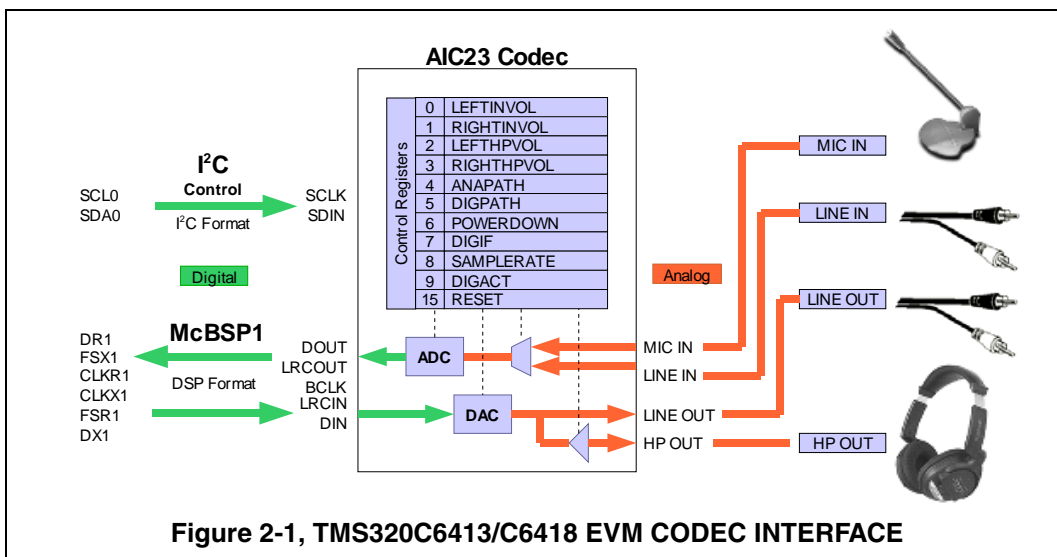 AIC23 Codec
Control Registers
0 LEFTINVOL
1 RIGHTINVOL
2 LEFTHPVOL
3 RIGHTHPVOL
4 ANAPATH
5 DIGPATH
6 POWERDOWN
7 DIGIF
8 SAMPLERATE
9 DIGACT
15 RESET
I²C
Control
I²C Format
SCL0
SDA0
SCLK
SDIN
Digital
Analog
McBSP1
DSP Format
DR1
FSX1
CLKR1
CLKX1
FSR1
DX1
DOUT
LRCOUT
BCLK
LRCIN
DIN
ADC
DAC
MIC IN
LINE IN
LINE OUT
HP OUT
MIC IN
LINE IN
LINE OUT
HP OUT
Figure 2-1, TMS320C6413/C6418 EVM CODEC INTERFACE